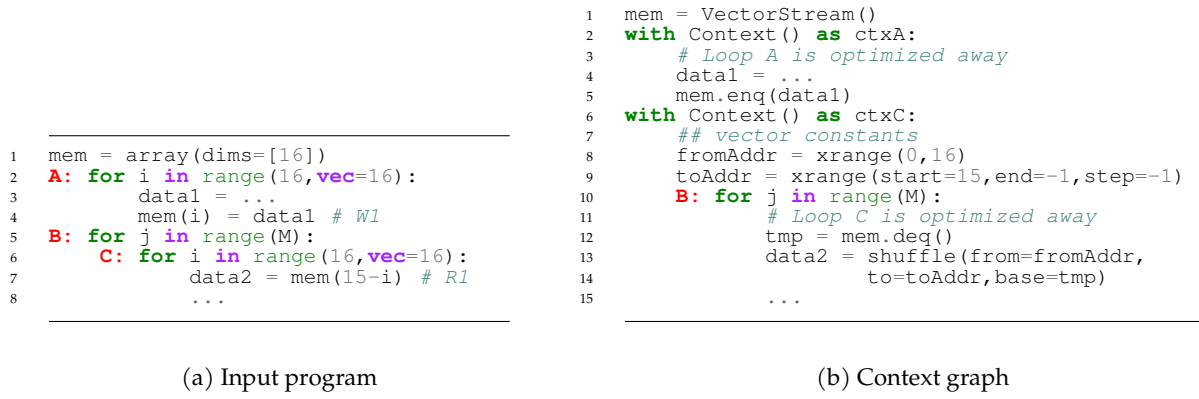 1 mem = array(dims=[16])
2 A: for i in range(16,vec=16):
3 data1 = ...
4 mem(i) = data1 # W1
5 B: for j in range(M):
6 C: for i in range(16,vec=16):
7 data2 = mem(15-i) # R1
8 ...
(a) Input program
1 mem = VectorStream()
2 with Context() as ctxA:
3 # Loop A is optimized away
4 data1 = ...
5 mem.enq(data1)
6 with Context() as ctxC:
7 ## vector constants
8 fromAddr = xrange(0,16)
9 toAddr = xrange(start=15,end=-1,step=-1)
10 B: for j in range(M):
11 # Loop C is optimized away
12 tmp = mem.deq()
13 data2 = shuffle(from=fromAddr,
14 to=toAddr,base=tmp)
15 ...
(b) Context graph